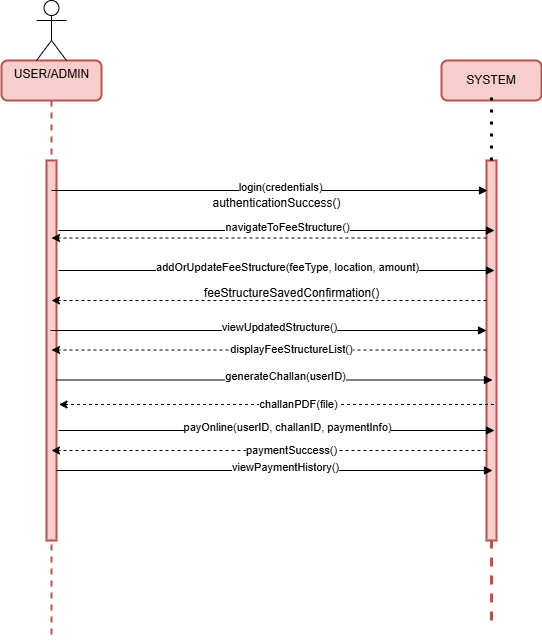 USER/ADMIN
SYSTEM
login(credentials)
authenticationSuccess()
navigateToFeeStructure()
addOrUpdateFeeStructure(feeType, location, amount)
feeStructureSavedConfirmation()
viewUpdatedStructure()
displayFeeStructureList()
generateChallan(userID)
challanPDF(file)
payOnline(userID, challanID, paymentInfo)
paymentSuccess()
viewPaymentHistory()